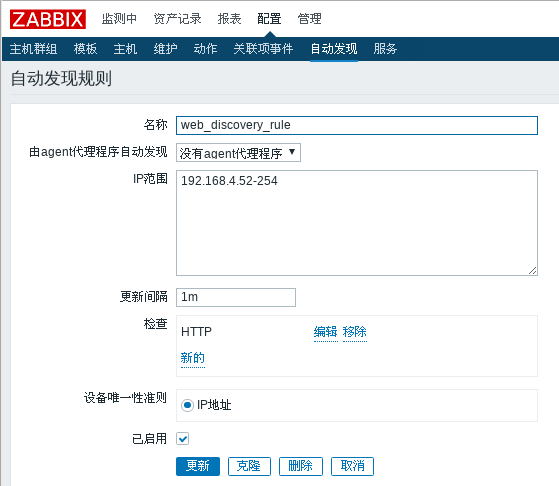 ZABBIX 监测中 资产记录 报表 配置 管理
主机群组 模板 主机 维护 动作 关联项事件 自动发现 服务
自动发现规则
名称 web_discovery_rule
由agent代理程序自动发现 没有agent代理程序
IP范围 192.168.4.52-254
更新间隔 1m
检查 HTTP 编辑 移除
新的
设备唯一性准则 IP地址
已启用
更新 克隆 删除 取消